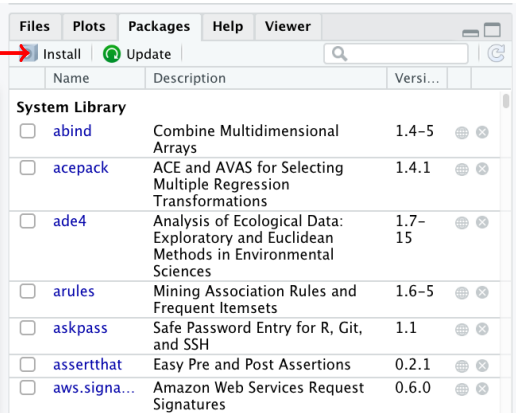 Files Plots Packages Help Viewer
Install Update
Name Description Versi...
System Library
abind Combine Multidimensional 1.4-5
Arrays
acepack ACE and AVAS for Selecting 1.4.1
Multiple Regression
Transformations
ade4 Analysis of Ecological Data: 1.7-
Exploratory and Euclidean 15
Methods in Environmental
Sciences
arules Mining Association Rules and 1.6-5
Frequent Itemsets
askpass Safe Password Entry for R, Git, 1.1
and SSH
assertthat Easy Pre and Post Assertions 0.2.1
aws.signa... Amazon Web Services Request 0.6.0
Signatures